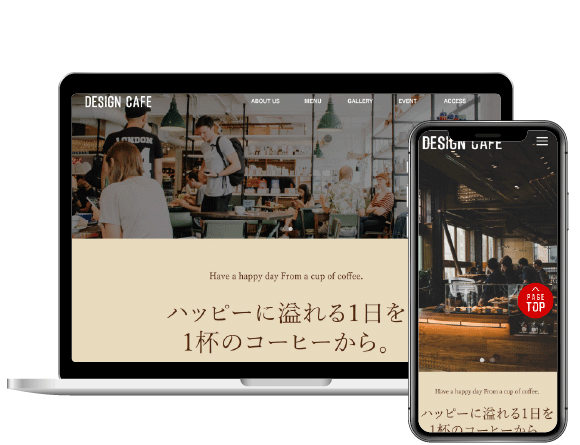 DESIGN CAFE
ABOUT US MENU GALLERY EVENT ACCESS
LONDON
Have a happy day From a cup of coffee.
ハッピーに溢れる1日を
1杯のコーヒーから。
DESIGN CAFE
PAGE
TOP
Have a happy day From a cup of coffee.
ハッピーに溢れる1日を
1杯のコーヒーから。